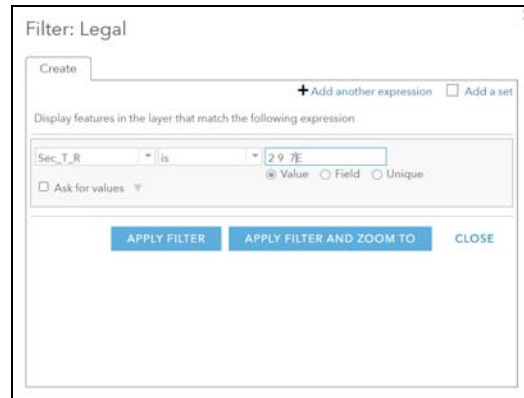 Filter: Legal
Create
+ Add another expression Add a set
Display features in the layer that match the following expression
Sec_T_R is 2 9 7E
Value Field Unique
Ask for values
APPLY FILTER APPLY FILTER AND ZOOM TO CLOSE